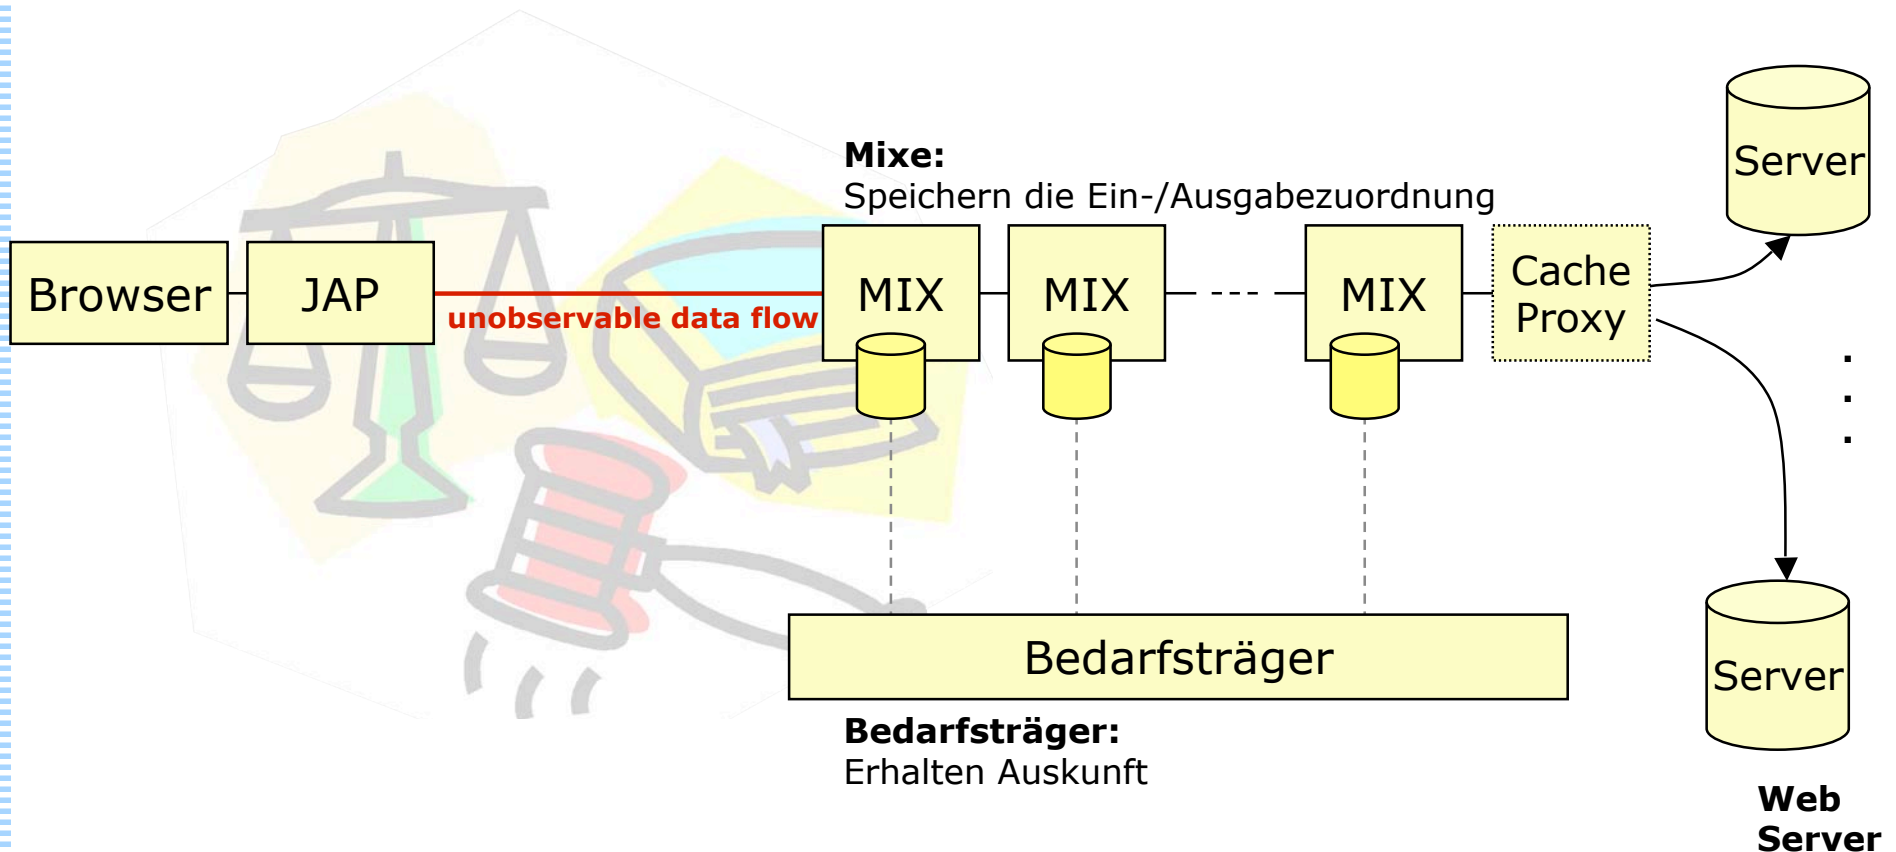 Mixe:
Speichern die Ein-/Ausgabezuordnung
Browser
JAP
unobservable data flow
MIX
MIX
MIX
Cache
Proxy
Server
Server
Bedarfsträger
Bedarfsträger:
Erhalten Auskunft
Web
Server